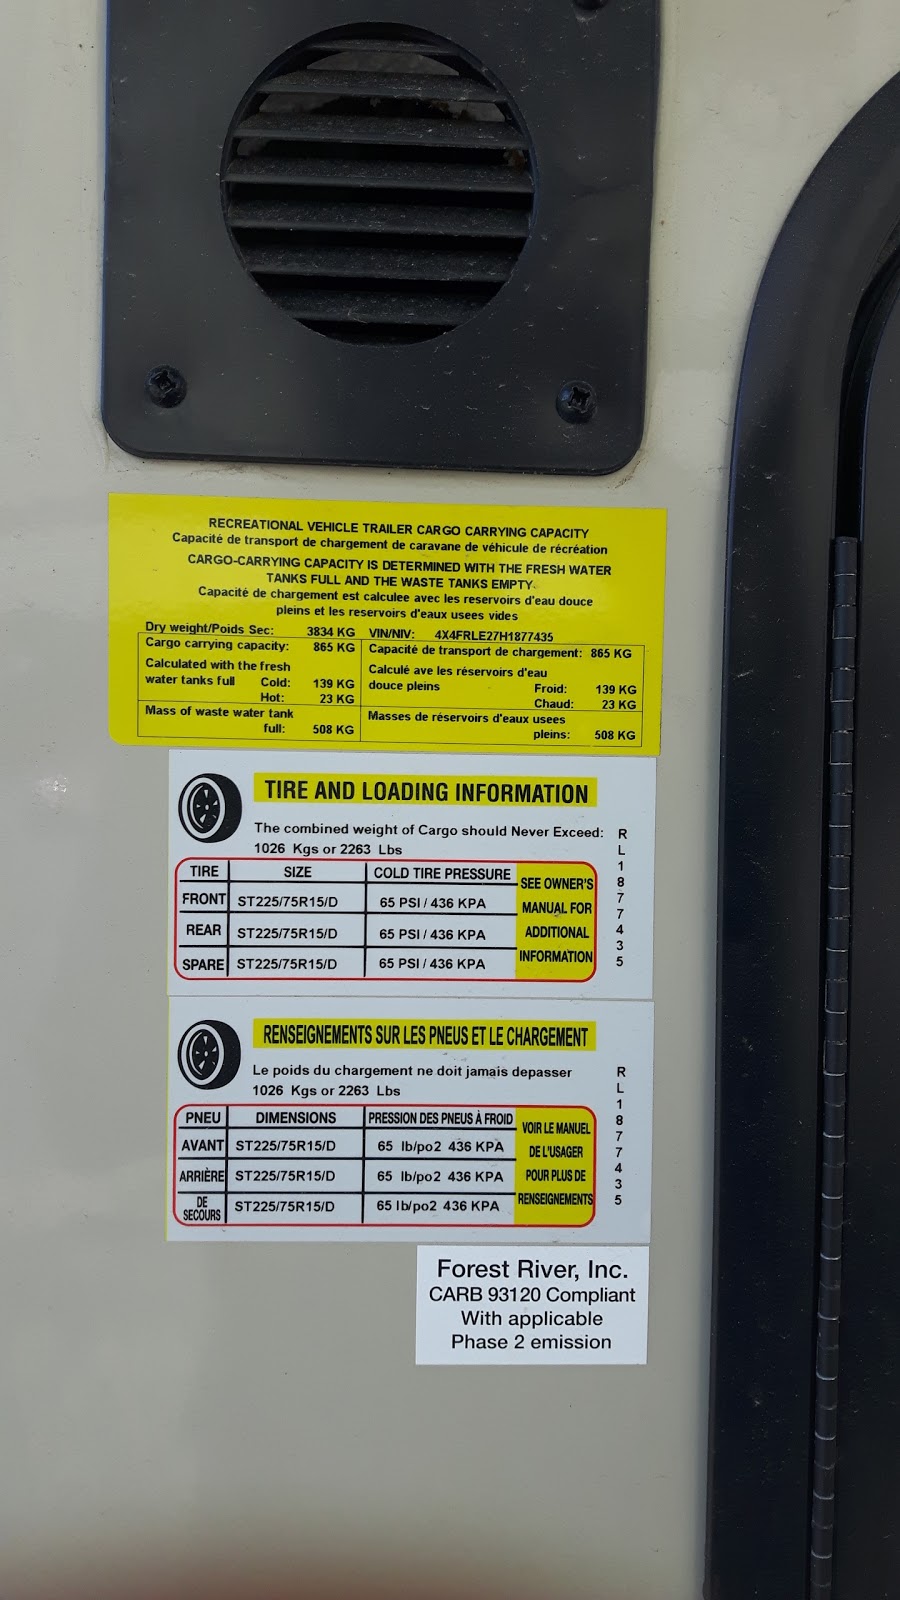 RECREATIONAL VEHICLE TRAILER CARGO CARRYING CAPACITY
Capacité de transport de chargement de caravane de véhicule de récréation
CARGO-CARRYING CAPACITY IS DETERMINED WITH THE FRESH WATER
TANKS FULL AND THE WASTE TANKS EMPTY.
Capacité de chargement est calculee avec les reservoirs d'eau douce
pleins et les reservoirs d'eaux usees vides
Dry weight/Poids Sec: 3834 KG VIN/NIV: 4X4FRLE27H1877435
Cargo carrying capacity: 865 KG
Calculated with the fresh
water tanks full Cold: 139 KG
Hot: 23 KG
Mass of waste water tank
full: 508 KG
Capacité de transport de chargement: 865 KG
Calculé ave les réservoirs d'eau
douce pleins Froid: 139 KG
Chaud: 23 KG
Masses de réservoirs d'eaux usees
pleins: 508 KG
TIRE AND LOADING INFORMATION
The combined weight of Cargo should Never Exceed:
1026 Kgs or 2263 Lbs
TIRE SIZE COLD TIRE PRESSURE
FRONT ST225/75R15/D 65 PSI / 436 KPA
REAR ST225/75R15/D 65 PSI / 436 KPA
SPARE ST225/75R15/D 65 PSI / 436 KPA
SEE OWNER'S
MANUAL FOR
ADDITIONAL
INFORMATION
RL1877435
RENSEIGNEMENTS SUR LES PNEUS ET LE CHARGEMENT
Le poids du chargement ne doit jamais depasser
1026 Kgs or 2263 Lbs
PNEU DIMENSIONS PRESSION DES PNEUS À FROID
AVANT ST225/75R15/D 65 lb/po2 436 KPA
ARRIÈRE ST225/75R15/D 65 lb/po2 436 KPA
DE
SECOURS ST225/75R15/D 65 lb/po2 436 KPA
VOIR LE MANUEL
DE L'USAGER
POUR PLUS DE
RENSEIGNEMENTS
RL1877435
Forest River, Inc.
CARB 93120 Compliant
With applicable
Phase 2 emission